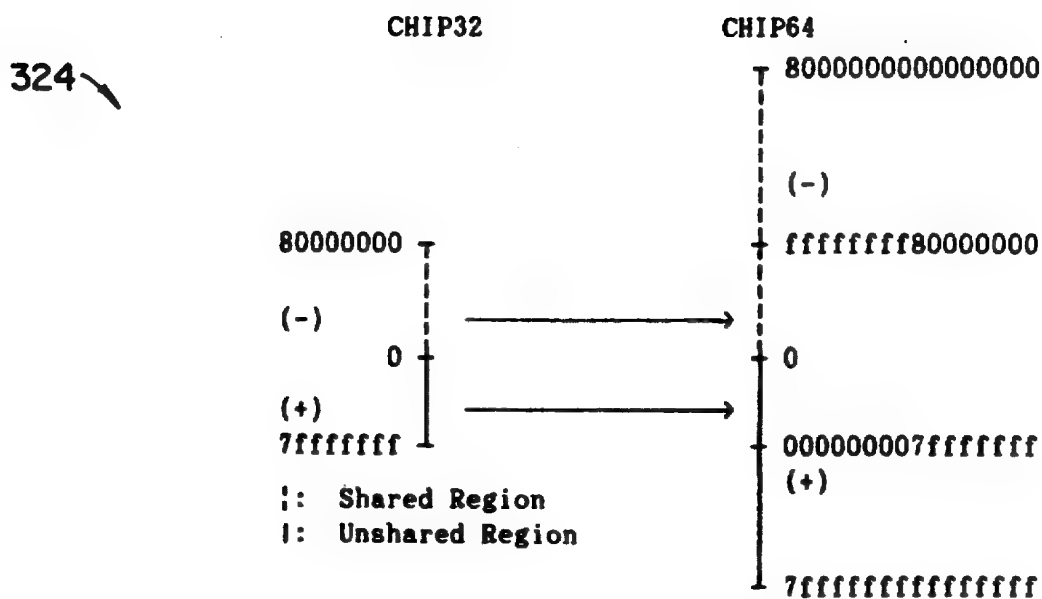 CHIP32 CHIP64
324
8000000000000000
(-)
80000000 ffffffff80000000
(-)
0 0
(+)
7fffffff 000000007fffffff
(+)
¦: Shared Region
|: Unshared Region
7fffffffffffffff